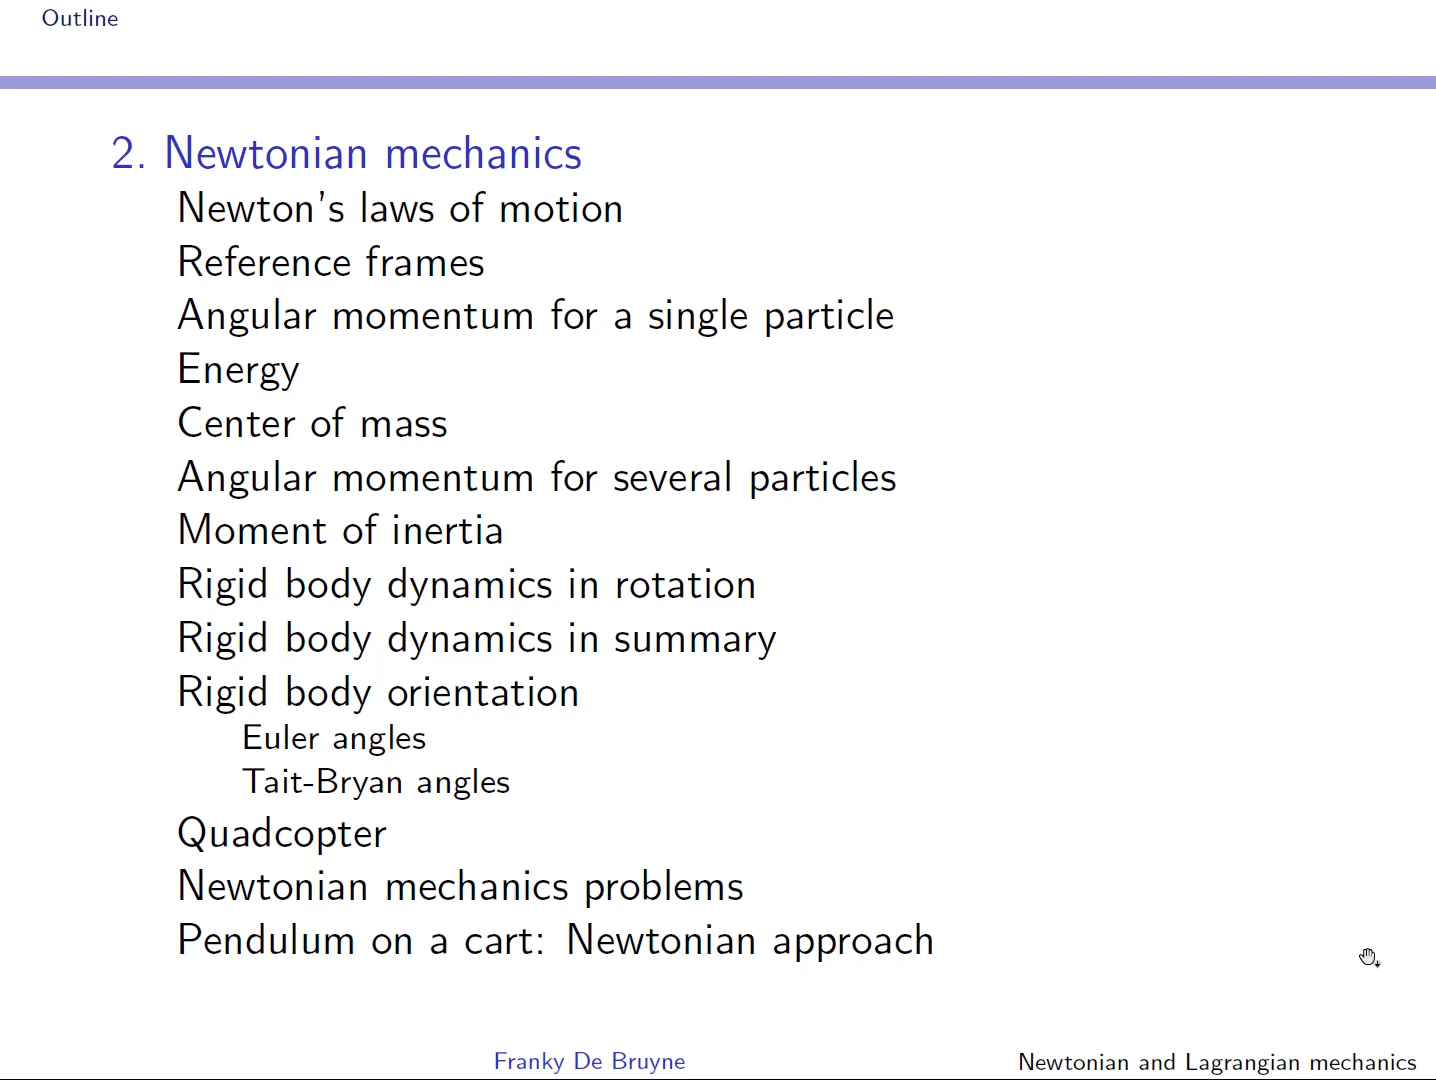 Outline
2. Newtonian mechanics
Newton's laws of motion
Reference frames
Angular momentum for a single particle
Energy
Center of mass
Angular momentum for several particles
Moment of inertia
Rigid body dynamics in rotation
Rigid body dynamics in summary
Rigid body orientation
Euler angles
Tait-Bryan angles
Quadcopter
Newtonian mechanics problems
Pendulum on a cart: Newtonian approach
Franky De Bruyne
Newtonian and Lagrangian mechanics